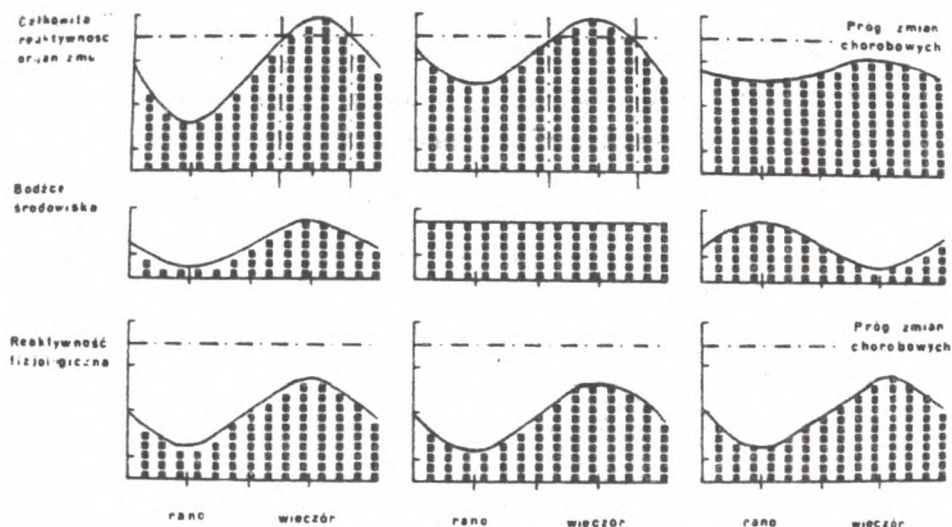 Całkowita
reaktywność
Próg zmian
chorobowych
Bodźce
środowiska
Reaktywność
fizjologiczna
Próg zmian
chorobowych
rano wieczór rano wieczór rano wieczór